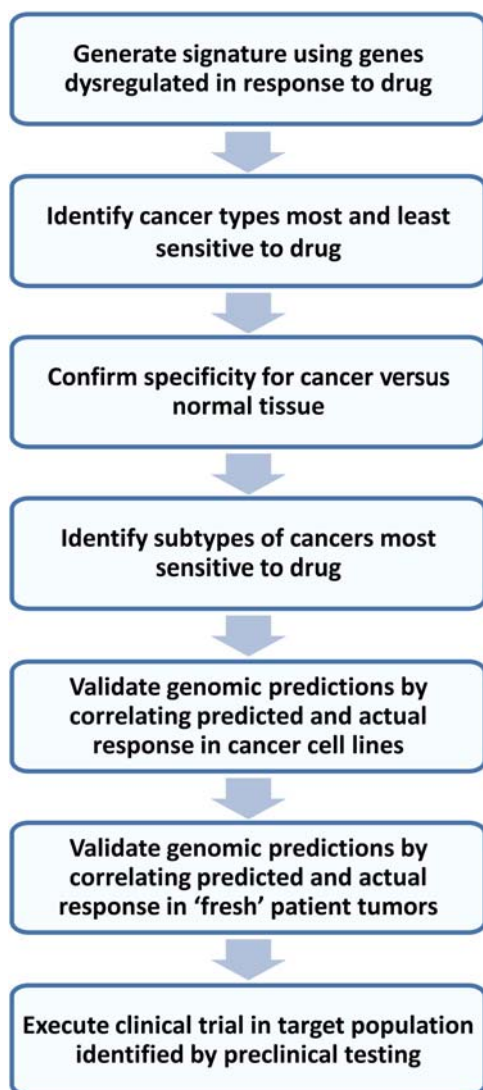 Generate signature using genes
dysregulated in response to drug
Identify cancer types most and least
sensitive to drug
Confirm specificity for cancer versus
normal tissue
Identify subtypes of cancers most
sensitive to drug
Validate genomic predictions by
correlating predicted and actual
response in cancer cell lines
Validate genomic predictions by
correlating predicted and actual
response in ‘fresh’ patient tumors
Execute clinical trial in target population
identified by preclinical testing